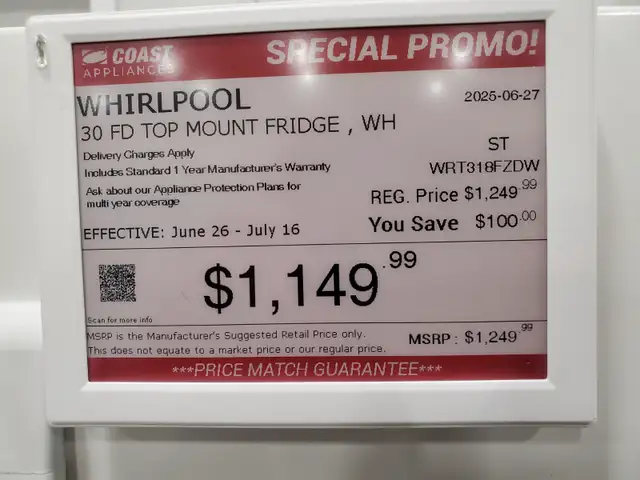 COAST
APPLIANCES
SPECIAL PROMO!
WHIRLPOOL
2025-06-27
30 FD TOP MOUNT FRIDGE , WH
Delivery Charges Apply
ST
Includes Standard 1 Year Manufacturer's Warranty
WRT318FZDW
Ask about our Appliance Protection Plans for
multi year coverage
REG. Price $1,249.99
You Save $100.00
EFFECTIVE: June 26 - July 16
$1,149.99
Scan for more info
MSRP is the Manufacturer's Suggested Retail Price only.
This does not equate to a market price or our regular price.
MSRP : $1,249.99
***PRICE MATCH GUARANTEE***